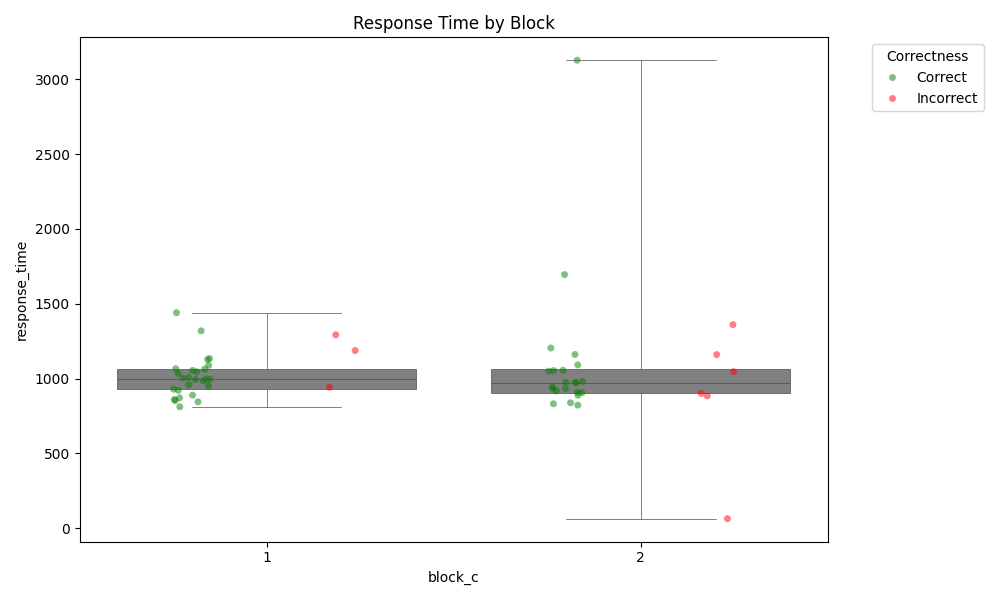 Response Time by Block
response_time
3000
2500
2000
1500
1000
500
0
1
2
block_c
Correctness
Correct
Incorrect